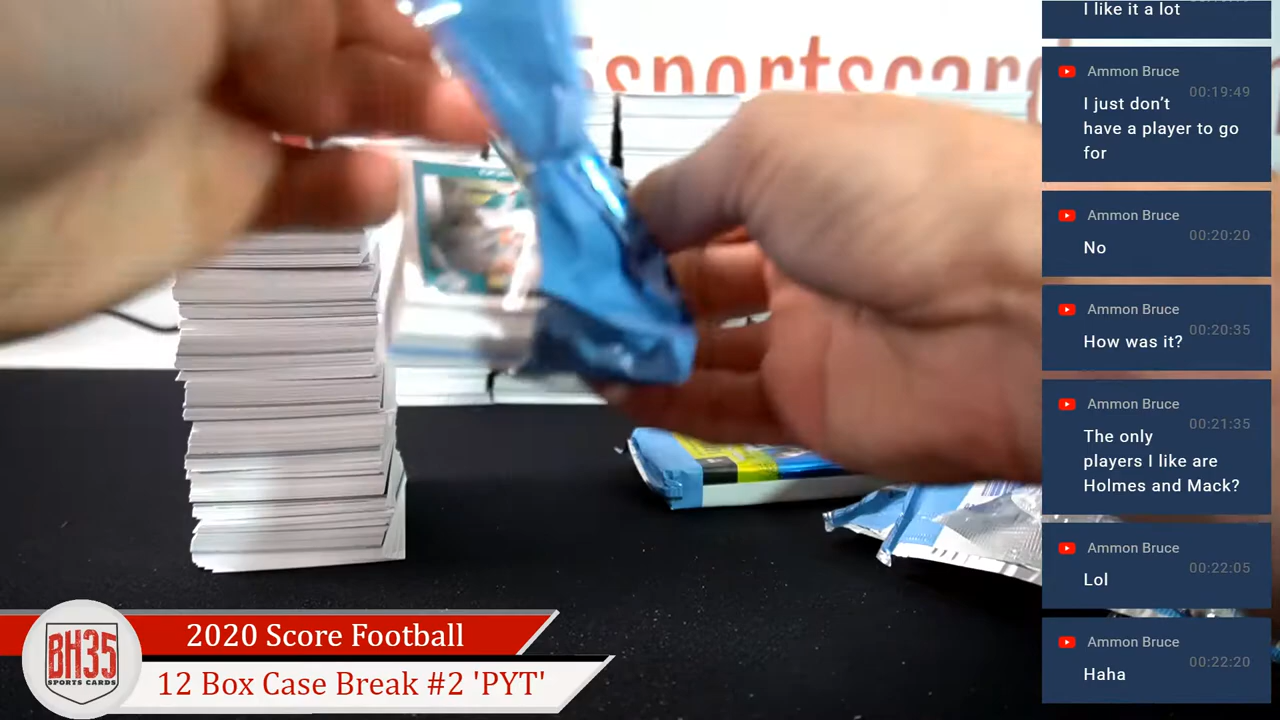 5sportscard
I like it a lot
Ammon Bruce
00:19:49
I just don't
have a player to go
for
Ammon Bruce
00:20:20
No
Ammon Bruce
00:20:35
How was it?
Ammon Bruce
00:21:35
The only
players I like are
Holmes and Mack?
Ammon Bruce
00:22:05
Lol
Ammon Bruce
00:22:20
Haha
BH35
SPORTS CARDS
2020 Score Football
12 Box Case Break #2 'PYT'